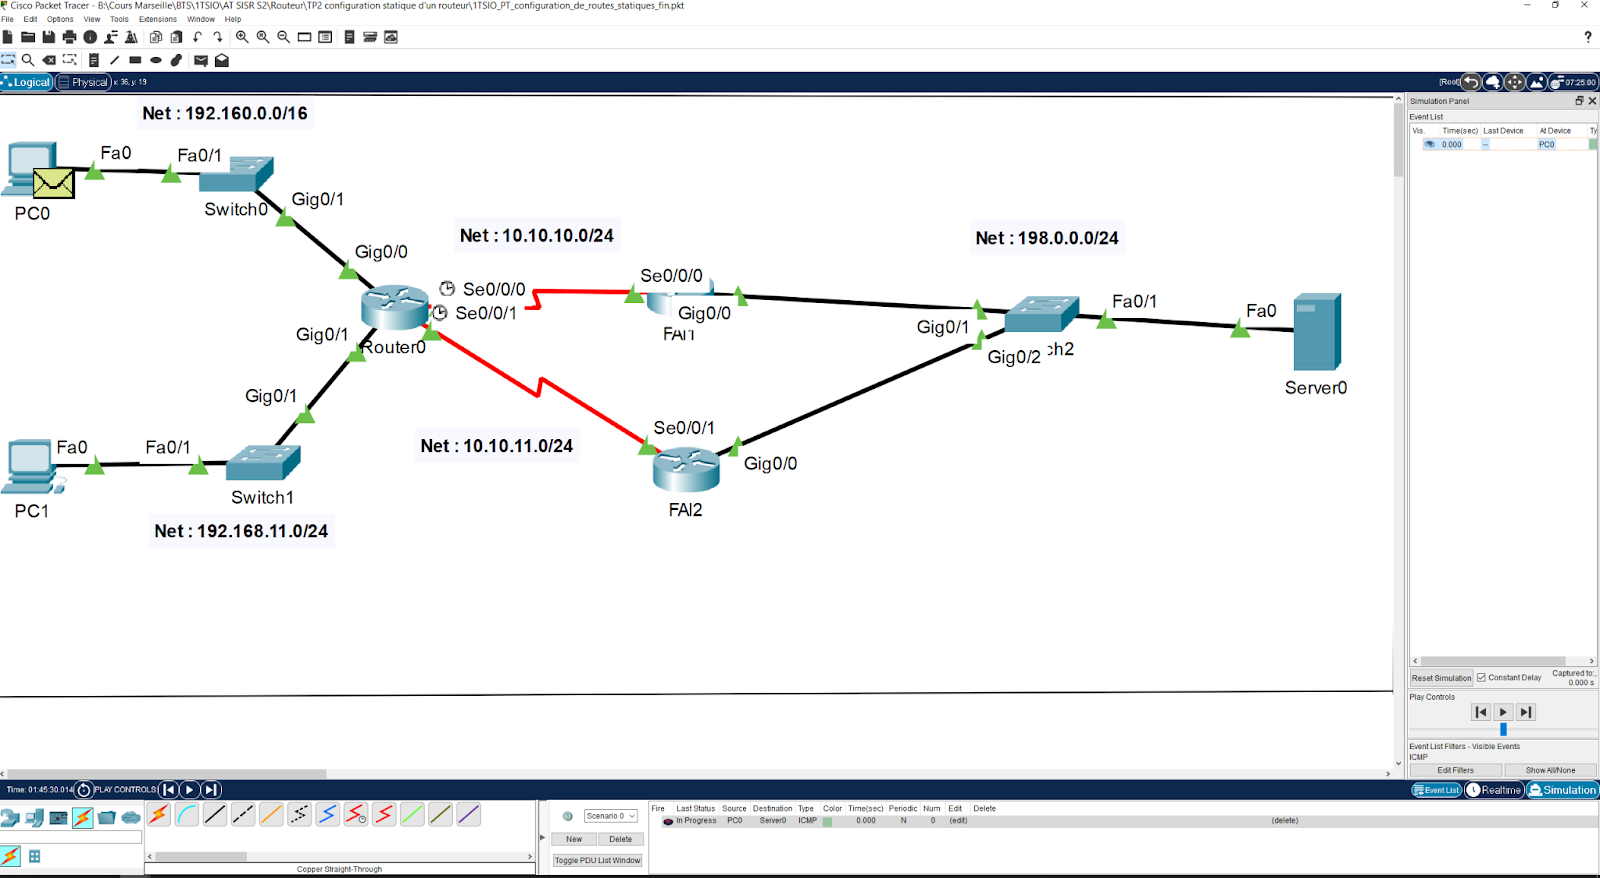 Cisco Packet Tracer - B:\Cours Marseille\BTS\1TSIO\AT SISR S2\Routeur\TP2 configuration statique d'un routeur\1TSIO_PT_configuration_de_routes_statiques_fin.pkt
File Edit Options View Tools Extensions Window Help
?
Logical Physical x: 36, y: 19 [Root] 07:25:00
Simulation Panel
Event List
Vis. Time(sec) Last Device At Device Ty
0.000 -- PC0
Net : 192.160.0.0/16
Fa0 Fa0/1
PC0
Switch0
Gig0/1
Gig0/0
Net : 10.10.10.0/24
Net : 198.0.0.0/24
Se0/0/0 Se0/0/0
Se0/0/1
Gig0/0
FAI1
Gig0/1 Router0
Fa0/1
Fa0
Gig0/1
Gig0/2 ch2
Server0
Gig0/1
Fa0 Fa0/1
PC1
Switch1
Net : 192.168.11.0/24
Net : 10.10.11.0/24
Se0/0/1
Gig0/0
FAI2
Reset Simulation Constant Delay Captured to:
0.000 s
Play Controls
Event List Filters - Visible Events
ICMP
Edit Filters Show All/None
Time: 01:45:30.014 PLAY CONTROLS: Event List Realtime Simulation
Scenario 0
New Delete
Toggle PDU List Window
Fire Last Status Source Destination Type Color Time(sec) Periodic Num Edit Delete
In Progress PC0 Server0 ICMP 0.000 N 0 (edit) (delete)
Copper Straight-Through